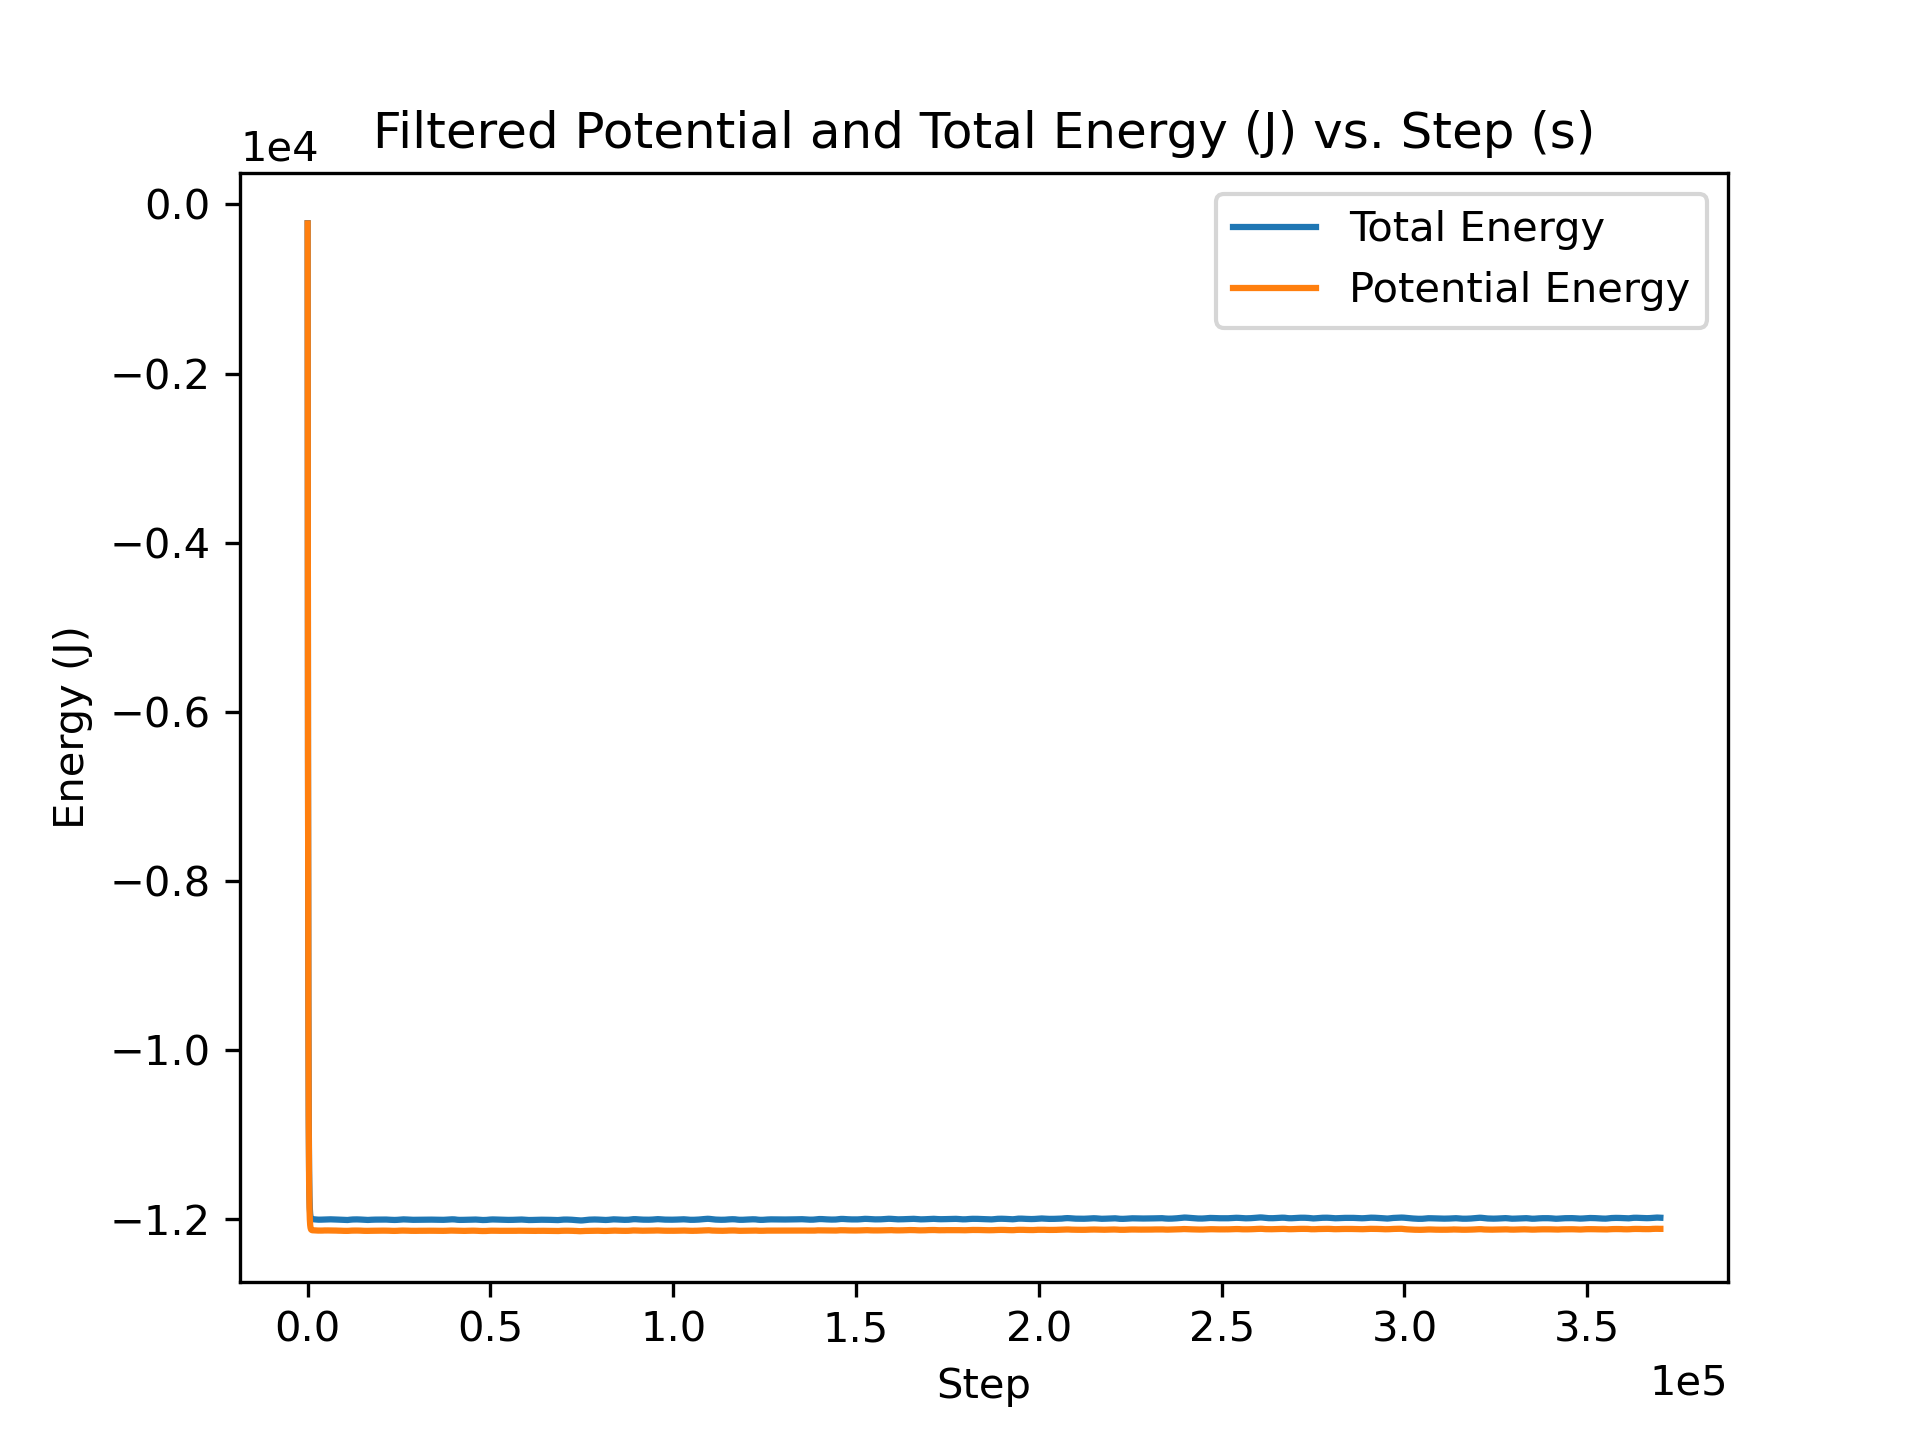 Filtered Potential and Total Energy (J) vs. Step (s)
1e4
Total Energy
Potential Energy
0.0
−0.2
−0.4
−0.6
−0.8
−1.0
−1.2
Energy (J)
0.0 0.5 1.0 1.5 2.0 2.5 3.0 3.5
1e5
Step